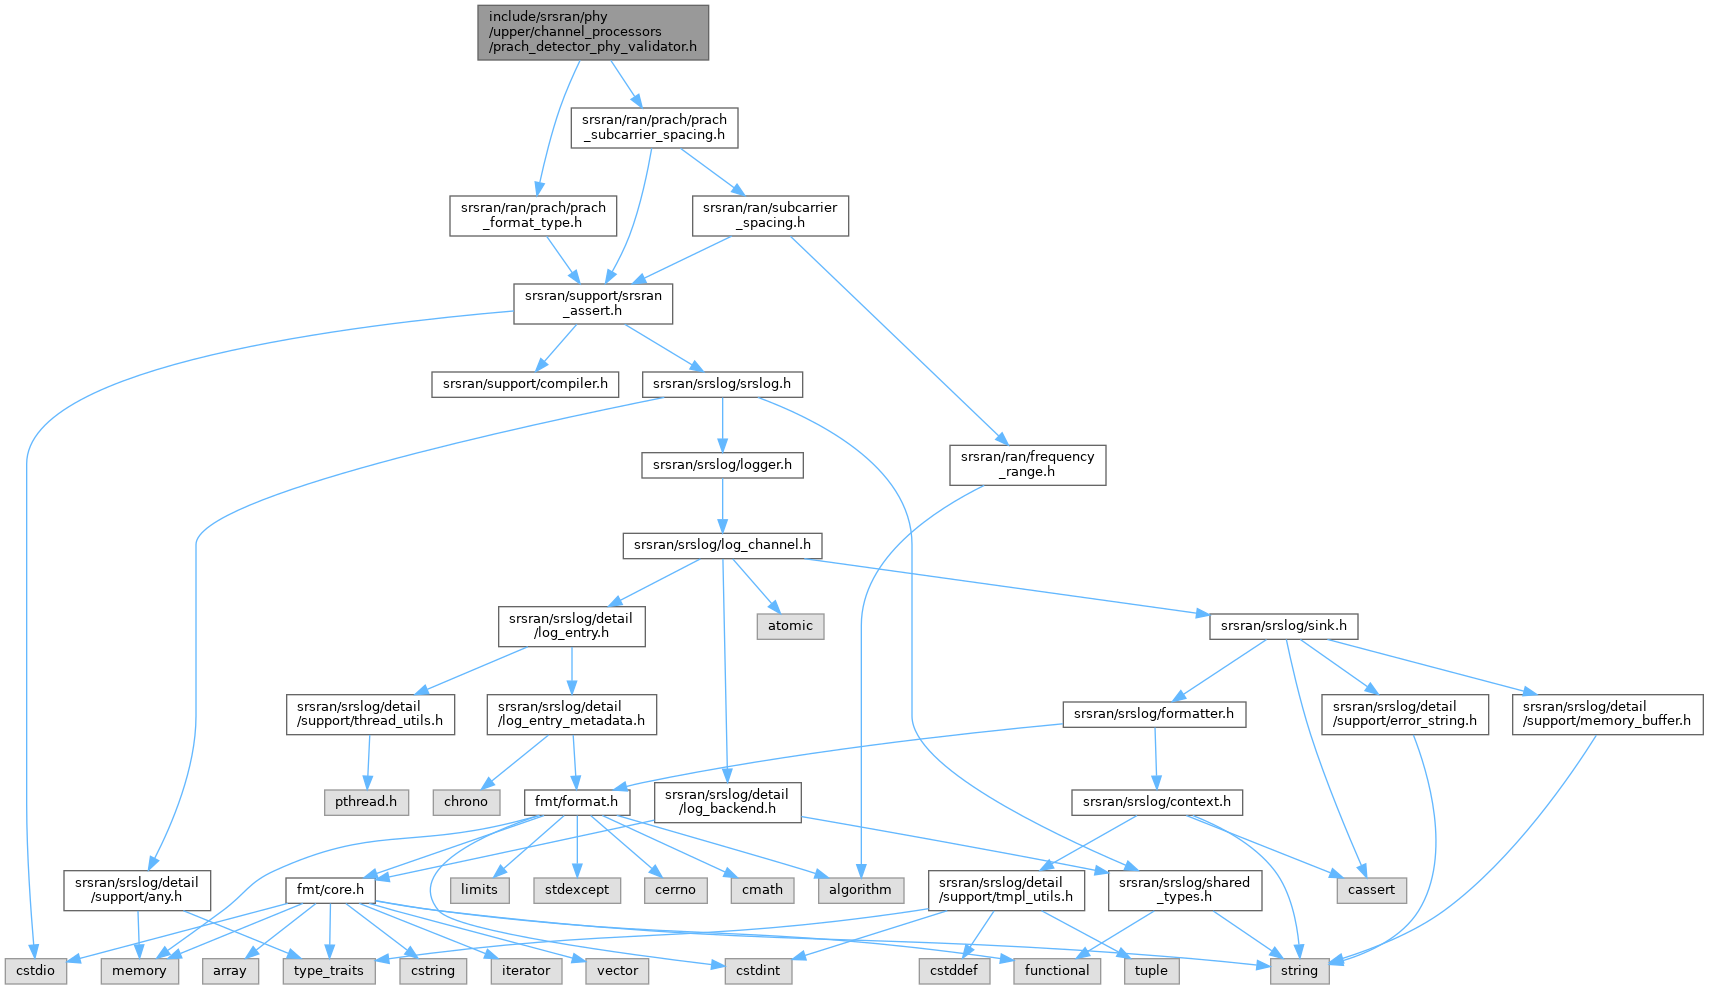 include/srsran/phy
/upper/channel_processors
/prach_detector_phy_validator.h
srsran/ran/prach/prach
_subcarrier_spacing.h
srsran/ran/prach/prach
_format_type.h
srsran/ran/subcarrier
_spacing.h
srsran/support/srsran
_assert.h
srsran/support/compiler.h
srsran/srslog/srslog.h
srsran/srslog/logger.h
srsran/ran/frequency
_range.h
srsran/srslog/log_channel.h
srsran/srslog/detail
/log_entry.h
atomic
srsran/srslog/sink.h
srsran/srslog/detail
/support/thread_utils.h
srsran/srslog/detail
/log_entry_metadata.h
srsran/srslog/formatter.h
srsran/srslog/detail
/support/error_string.h
srsran/srslog/detail
/support/memory_buffer.h
pthread.h
chrono
fmt/format.h
srsran/srslog/detail
/log_backend.h
srsran/srslog/context.h
srsran/srslog/detail
/support/any.h
fmt/core.h
limits
stdexcept
cerrno
cmath
algorithm
srsran/srslog/detail
/support/tmpl_utils.h
srsran/srslog/shared
_types.h
cassert
cstdio
memory
array
type_traits
cstring
iterator
vector
cstdint
cstddef
functional
tuple
string